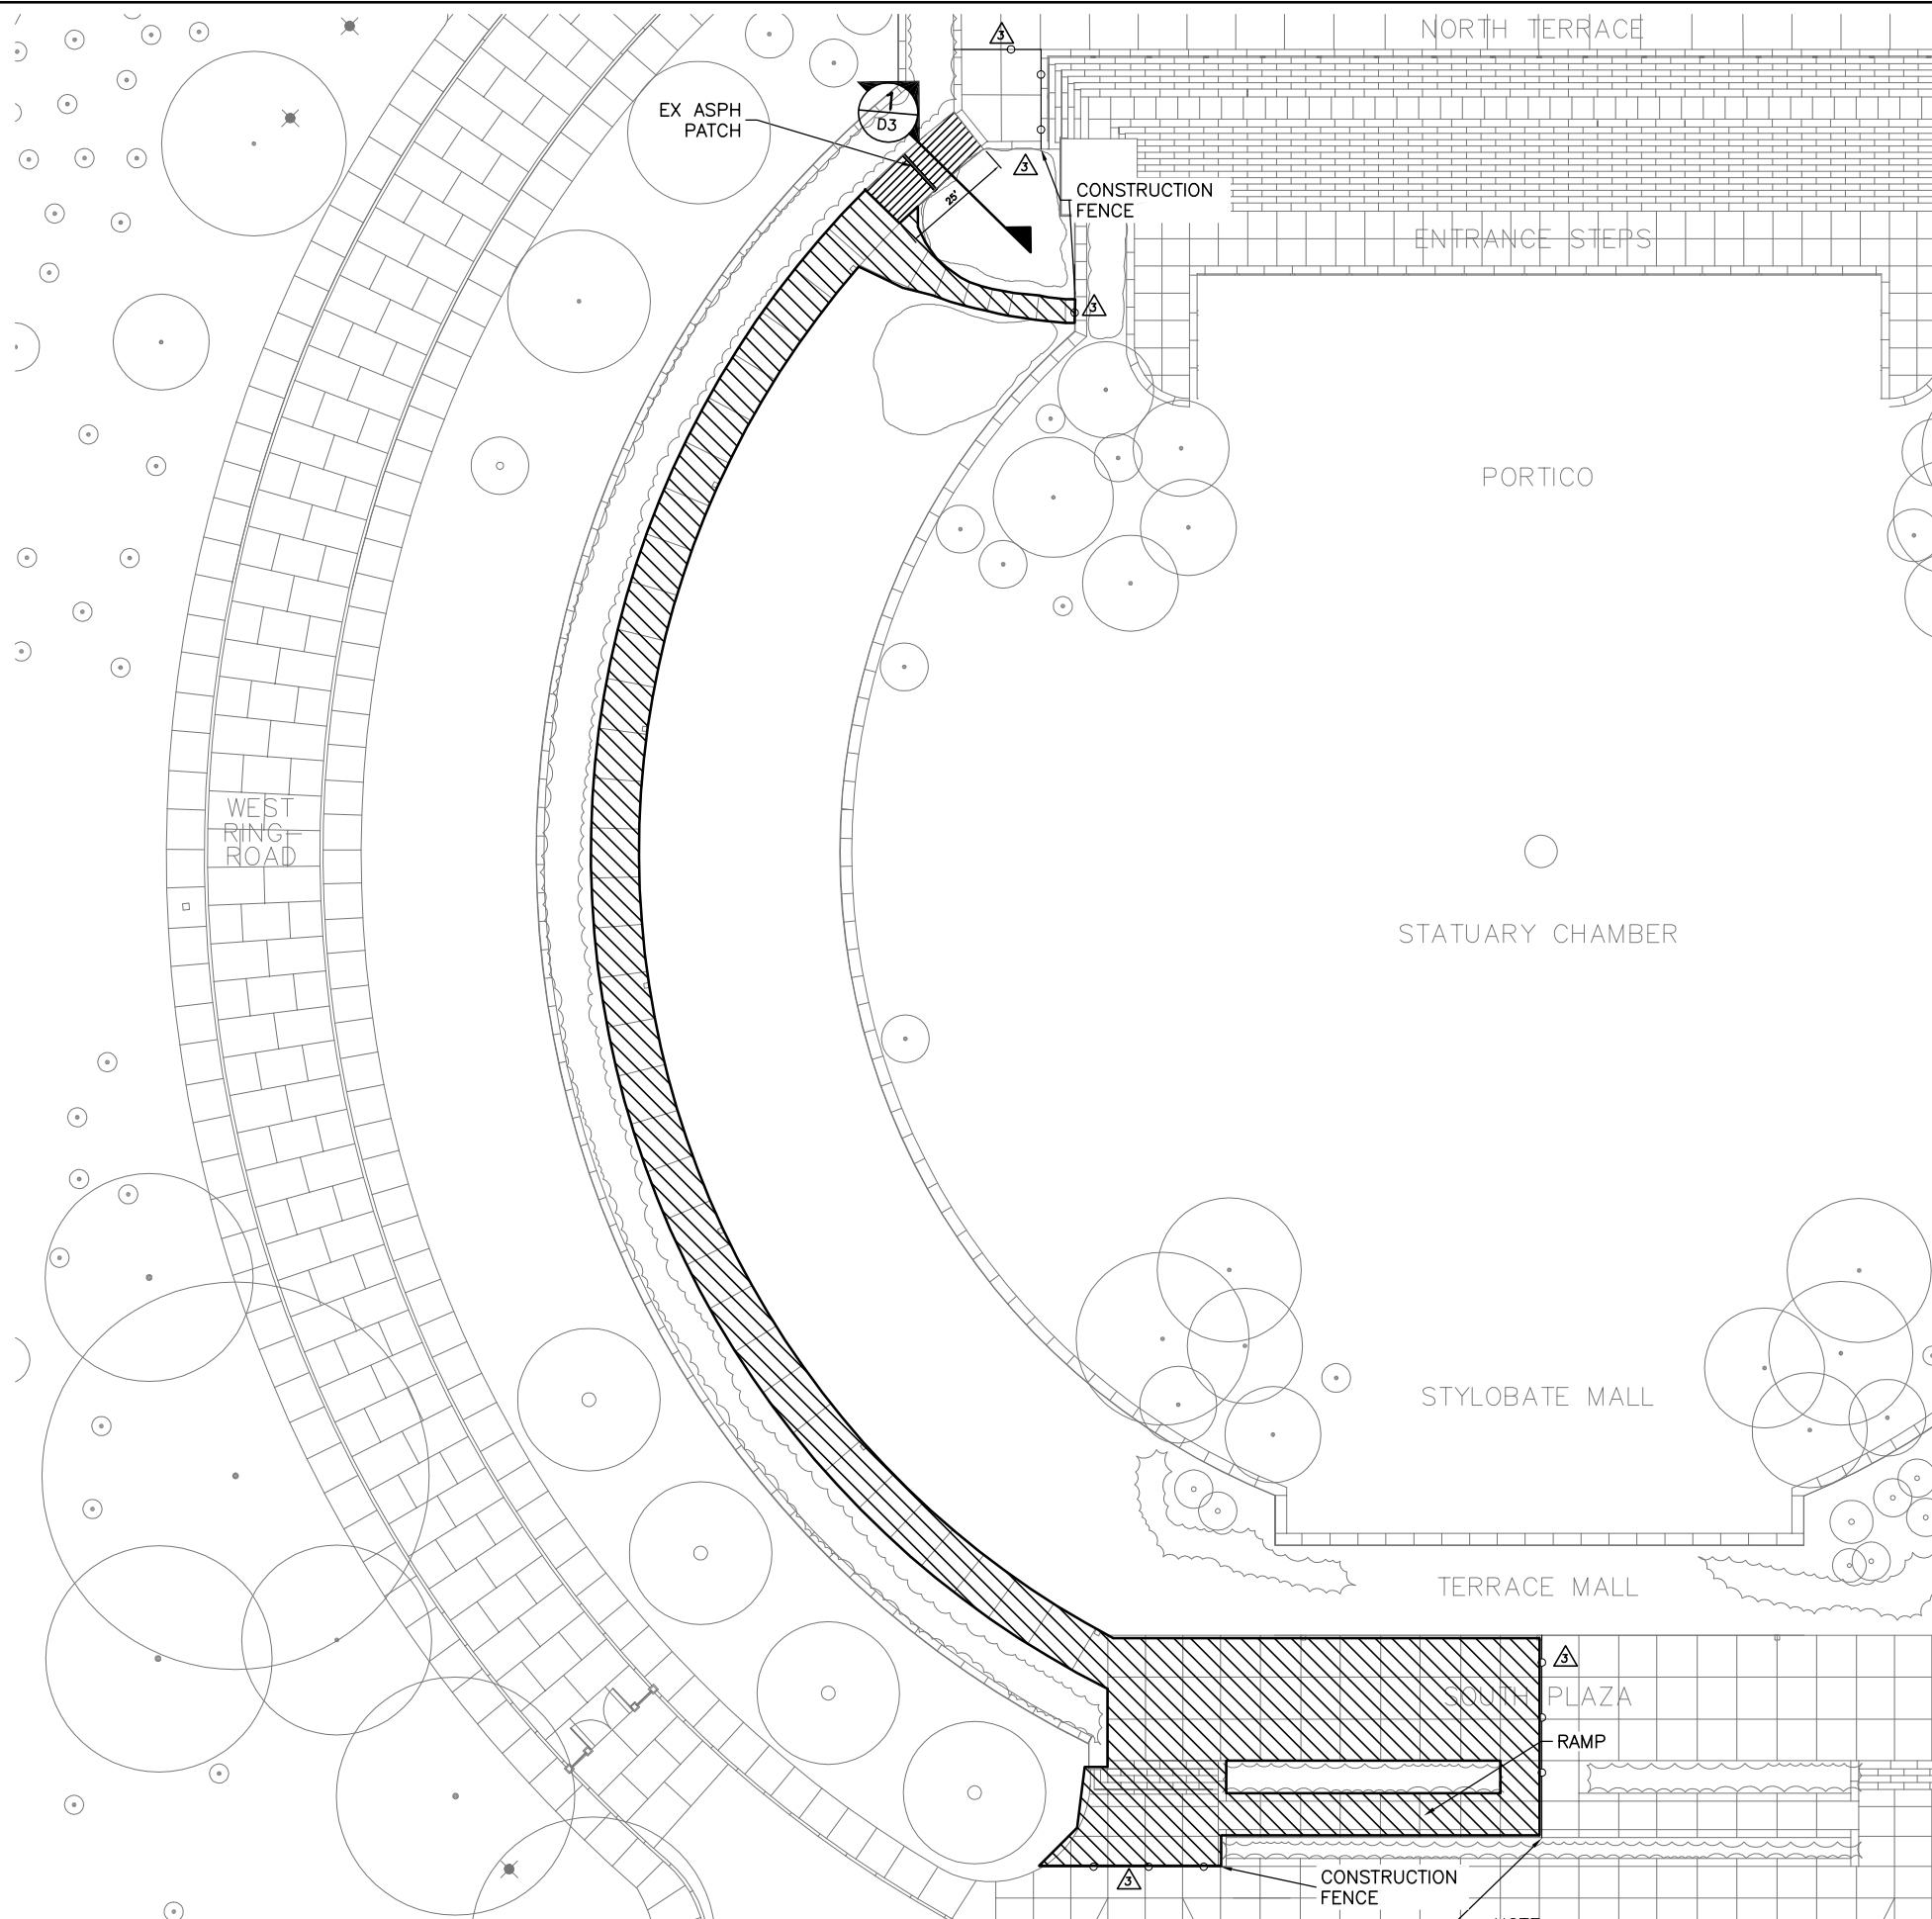 NORTH TERRACE
3
1
D3
EX ASPH
PATCH
3
25'
CONSTRUCTION
FENCE
ENTRANCE STEPS
3
PORTICO
WEST
RING-
ROAD
STATUARY CHAMBER
STYLOBATE MALL
TERRACE MALL
3
SOUTH PLAZA
RAMP
3
CONSTRUCTION
FENCE